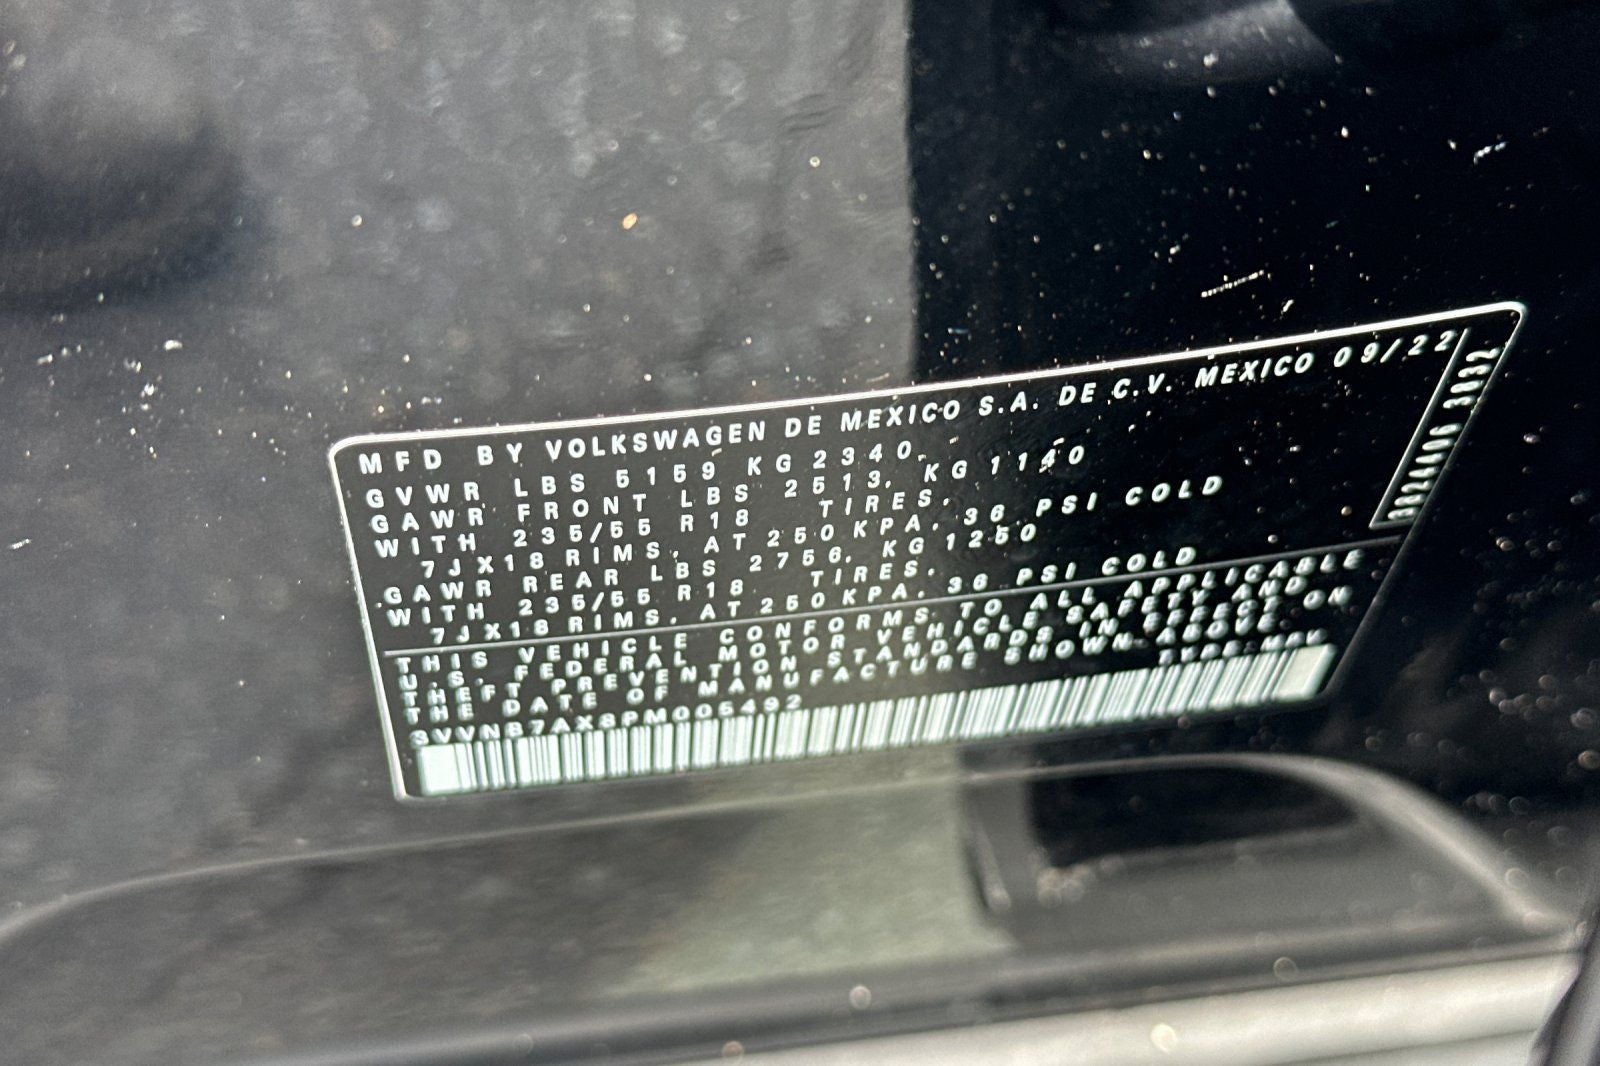 MFD BY VOLKSWAGEN DE MEXICO S.A. DE C.V. MEXICO 09/22
GVWR LBS 5159 KG 2340.
GAWR FRONT LBS 2513, KG 1140
WITH 235/55 R18 TIRES,
7JX18 RIMS, AT 250 KPA, 36 PSI COLD
GAWR REAR LBS 2756, KG 1250
WITH 235/55 R18 TIRES,
7JX18 RIMS, AT 250 KPA, 36 PSI COLD
THIS VEHICLE CONFORMS TO ALL APPLICABLE
U.S. FEDERAL MOTOR VEHICLE SAFETY AND
THEFT PREVENTION STANDARDS IN EFFECT ON
THE DATE OF MANUFACTURE SHOWN ABOVE.
3VVNB7AX8PM005492 TYPE:MPV